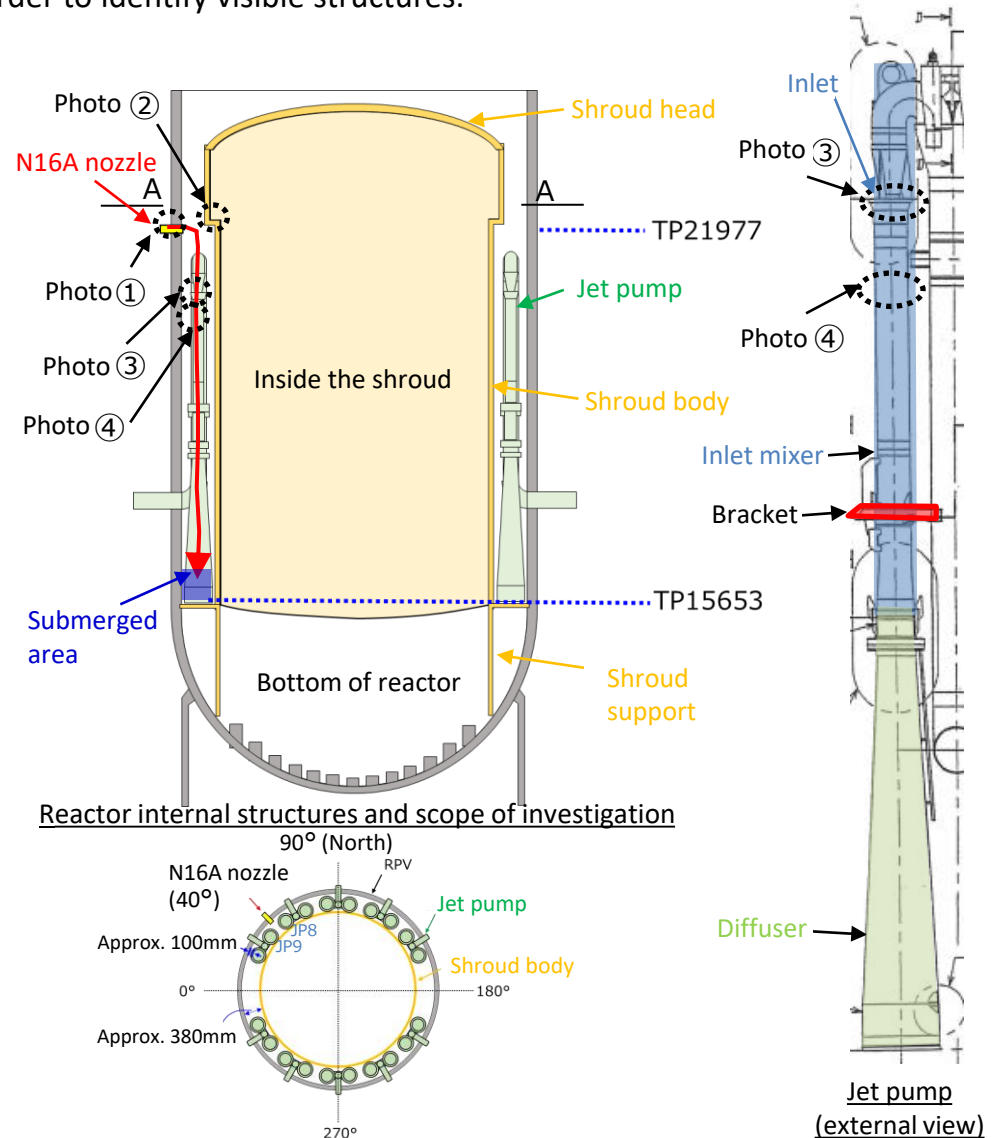 order to identify visible structures.
Photo ②
Shroud head
N16A nozzle
A
A
TP21977
Photo ①
Jet pump
Photo ③
Inside the shroud
Shroud body
Photo ④
TP15653
Submerged
area
Bottom of reactor
Shroud
support
Reactor internal structures and scope of investigation
90° (North)
N16A nozzle
(40°)
RPV
Jet pump
JP8
JP9
Approx. 100mm
Shroud body
0°
180°
Approx. 380mm
270°
D
Inlet
Photo ③
D
Photo ④
Inlet mixer
Bracket
Diffuser
Jet pump
(external view)